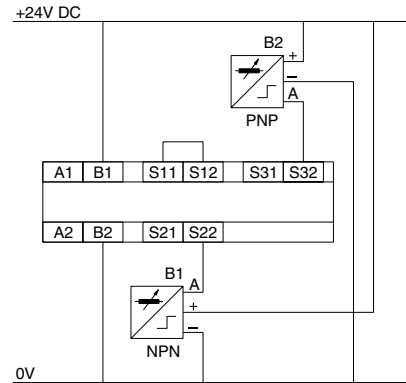 +24V DC
B2
+
−
A
PNP
A1 B1 S11 S12 S31 S32
A2 B2 S21 S22
B1
A
+
−
NPN
0V